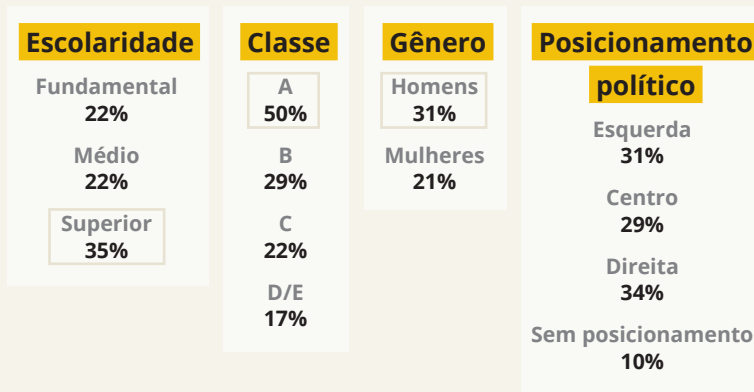 Escolaridade
Fundamental
22%
Médio
22%
Superior
35%
Classe
A
50%
B
29%
C
22%
D/E
17%
Gênero
Homens
31%
Mulheres
21%
Posicionamento
político
Esquerda
31%
Centro
29%
Direita
34%
Sem posicionamento
10%